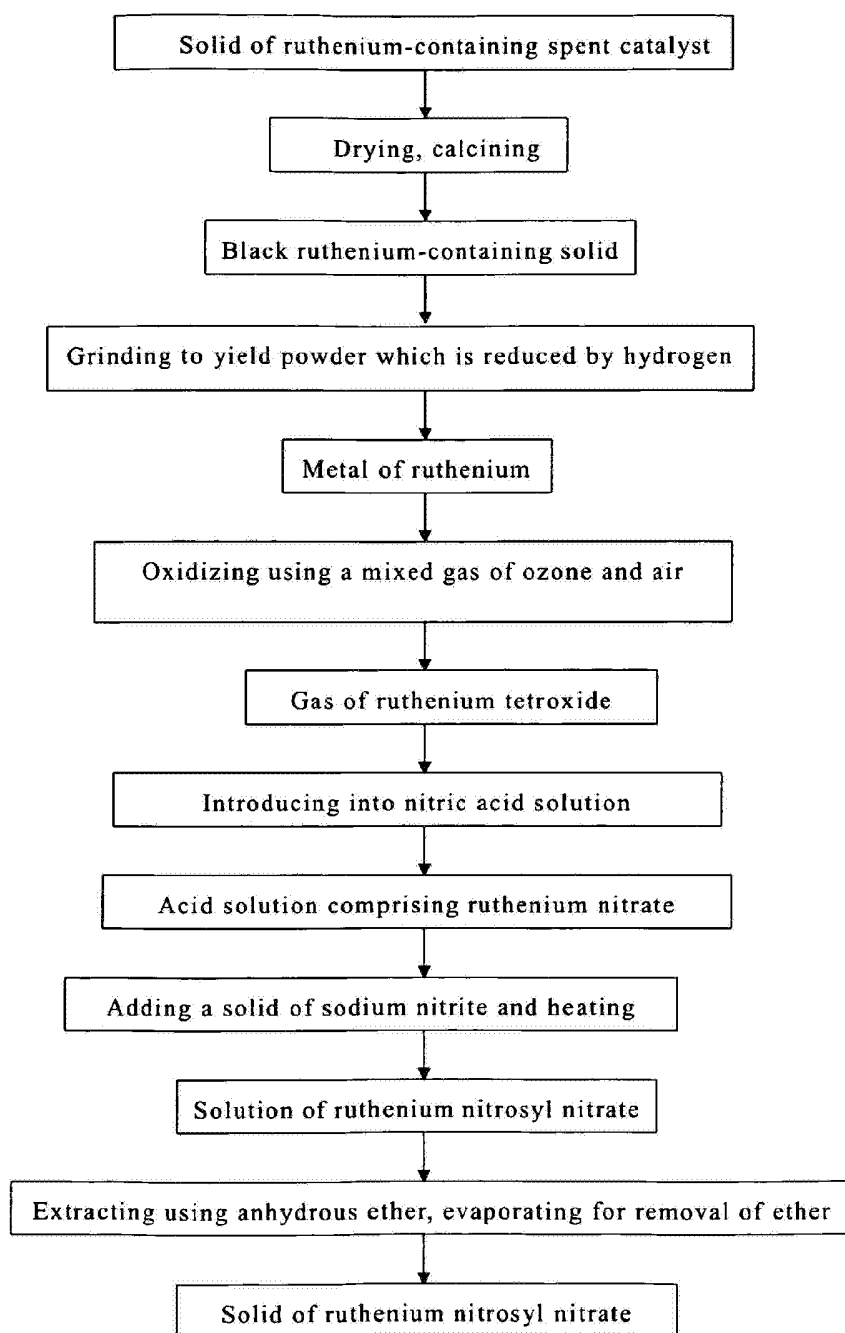 Solid of ruthenium-containing spent catalyst
Drying, calcining
Black ruthenium-containing solid
Grinding to yield powder which is reduced by hydrogen
Metal of ruthenium
Oxidizing using a mixed gas of ozone and air
Gas of ruthenium tetroxide
Introducing into nitric acid solution
Acid solution comprising ruthenium nitrate
Adding a solid of sodium nitrite and heating
Solution of ruthenium nitrosyl nitrate
Extracting using anhydrous ether, evaporating for removal of ether
Solid of ruthenium nitrosyl nitrate